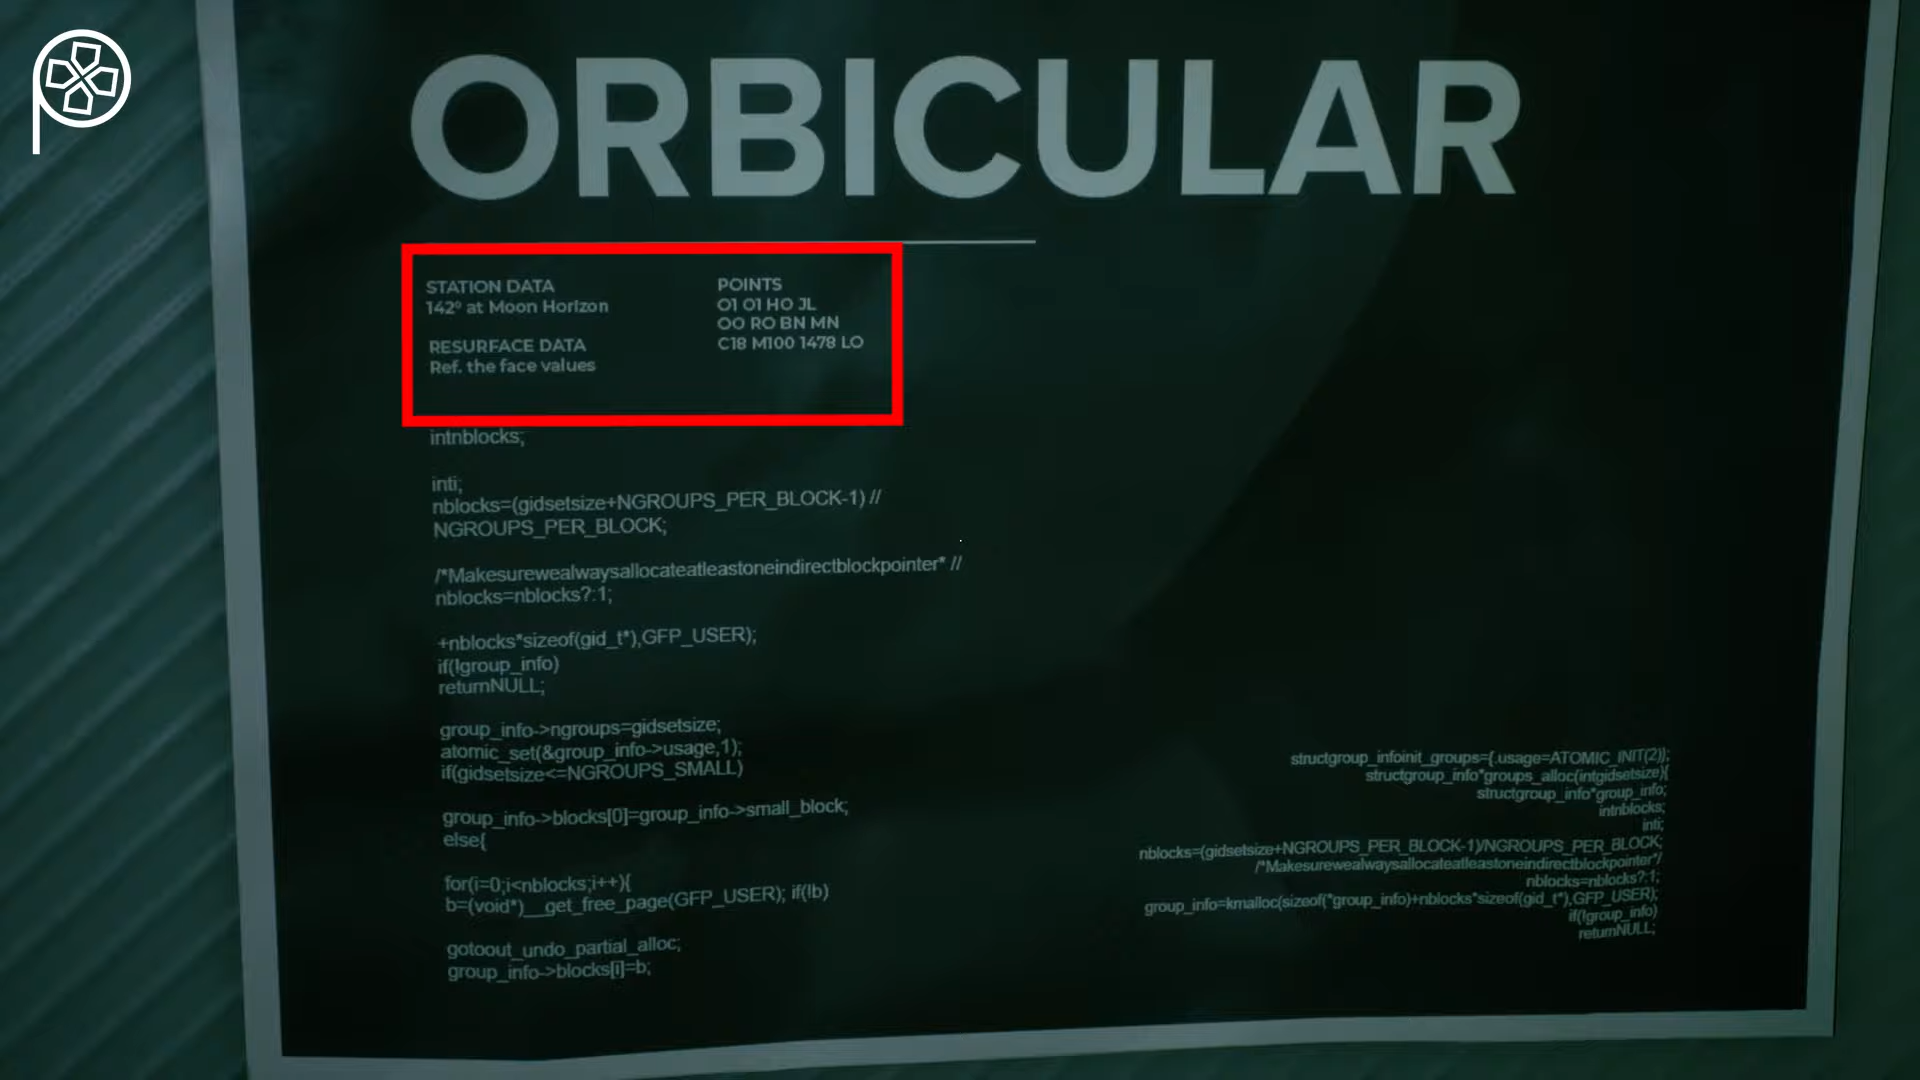 ORBICULAR
STATION DATA
142º at Moon Horizon
RESURFACE DATA
Ref. the face values
POINTS
O1 O1 HO JL
OO RO BN MN
C18 M100 1478 LO
intnblocks;
inti;
nblocks=(gidsetsize+NGROUPS_PER_BLOCK-1) //
NGROUPS_PER_BLOCK;
/*Makesurewealwaysallocateatleastoneindirectblockpointer* //
nblocks=nblocks?:1;
+nblocks*sizeof(gid_t*),GFP_USER);
if(!group_info)
returnNULL;
group_info->ngroups=gidsetsize;
atomic_set(&group_info->usage,1);
if(gidsetsize<=NGROUPS_SMALL)
group_info->blocks[0]=group_info->small_block;
else{
for(i=0;i<nblocks;i++){
b=(void*)__get_free_page(GFP_USER); if(!b)
gotoout_undo_partial_alloc;
group_info->blocks[i]=b;
structgroup_infoinit_groups={.usage=ATOMIC_INIT(2)};
structgroup_info*groups_alloc(intgidsetsize){
structgroup_info*group_info;
intnblocks;
inti;
nblocks=(gidsetsize+NGROUPS_PER_BLOCK-1)/NGROUPS_PER_BLOCK;
/*Makesurewealwaysallocateatleastoneindirectblockpointer*/
nblocks=nblocks?:1;
group_info=kmalloc(sizeof(*group_info)+nblocks*sizeof(gid_t*),GFP_USER);
if(!group_info)
returnNULL;